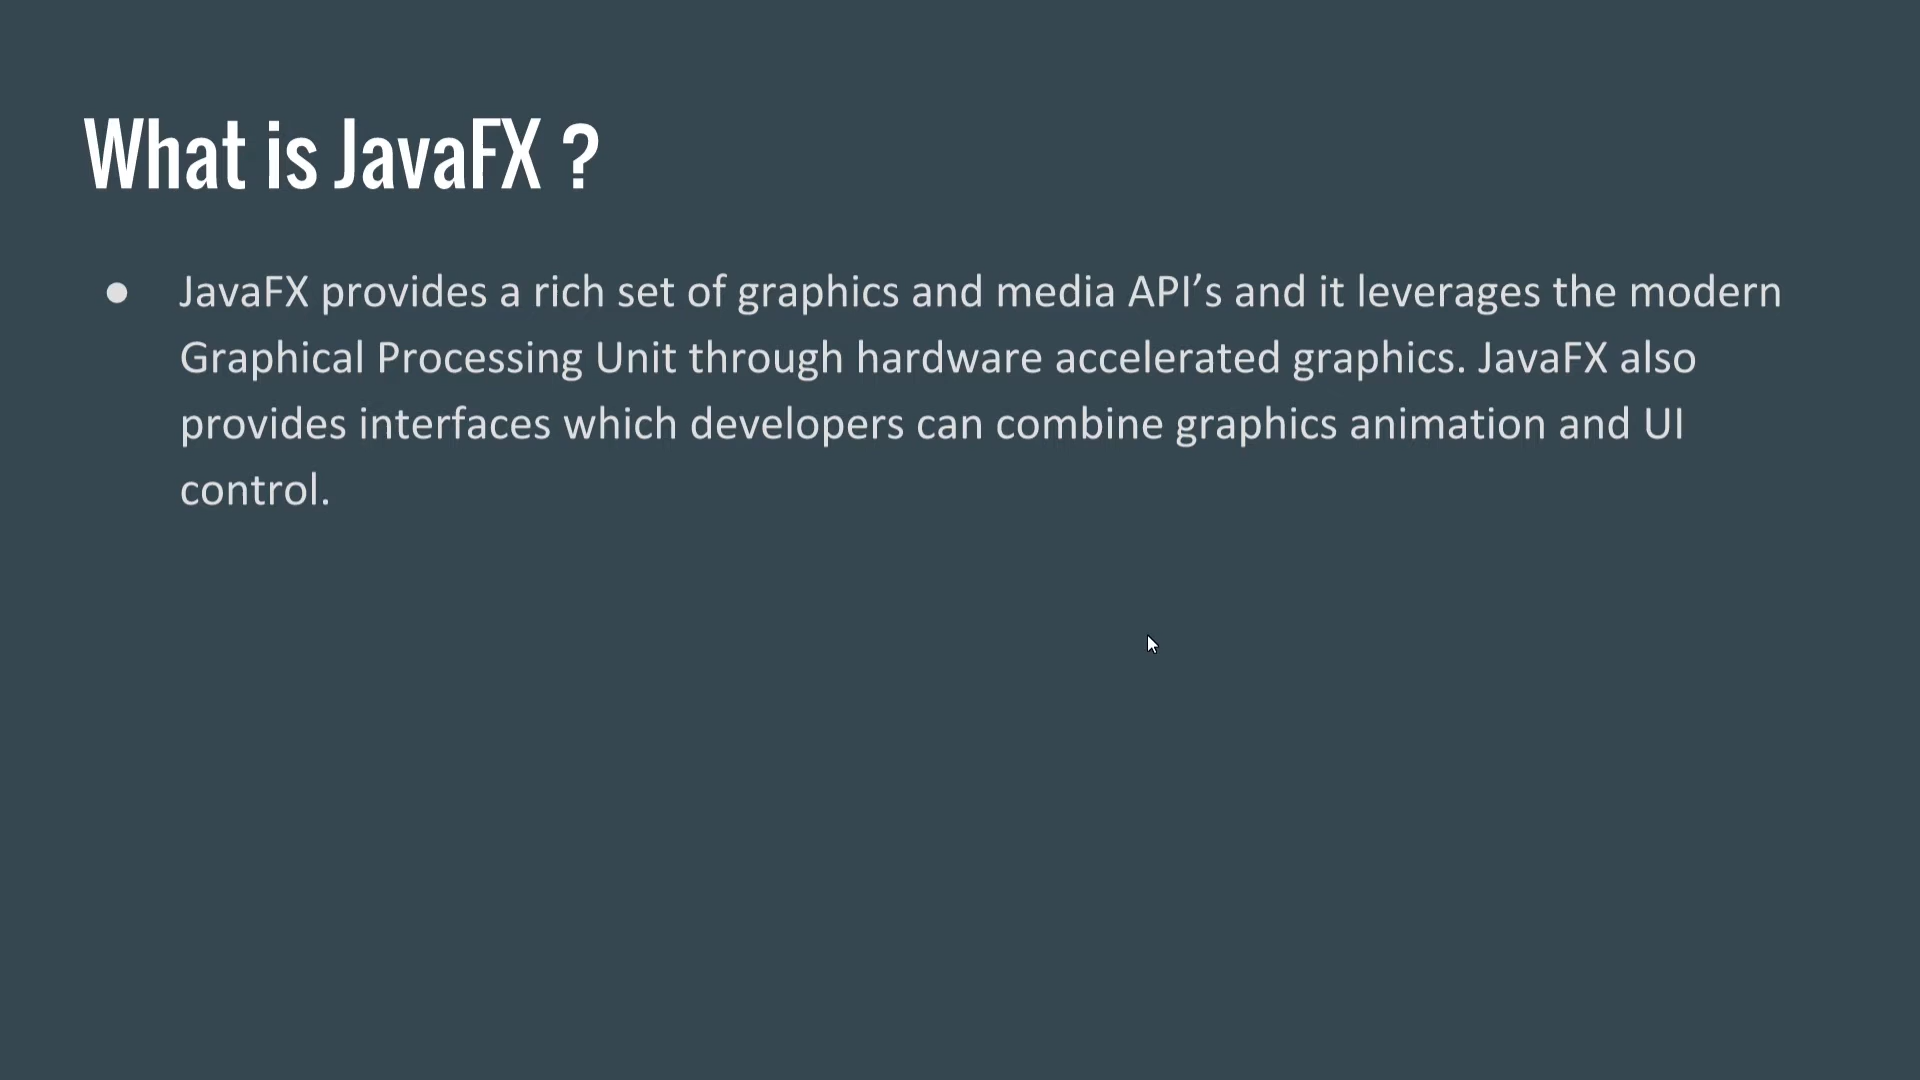 What is JavaFX ?
● JavaFX provides a rich set of graphics and media API’s and it leverages the modern
Graphical Processing Unit through hardware accelerated graphics. JavaFX also
provides interfaces which developers can combine graphics animation and UI
control.